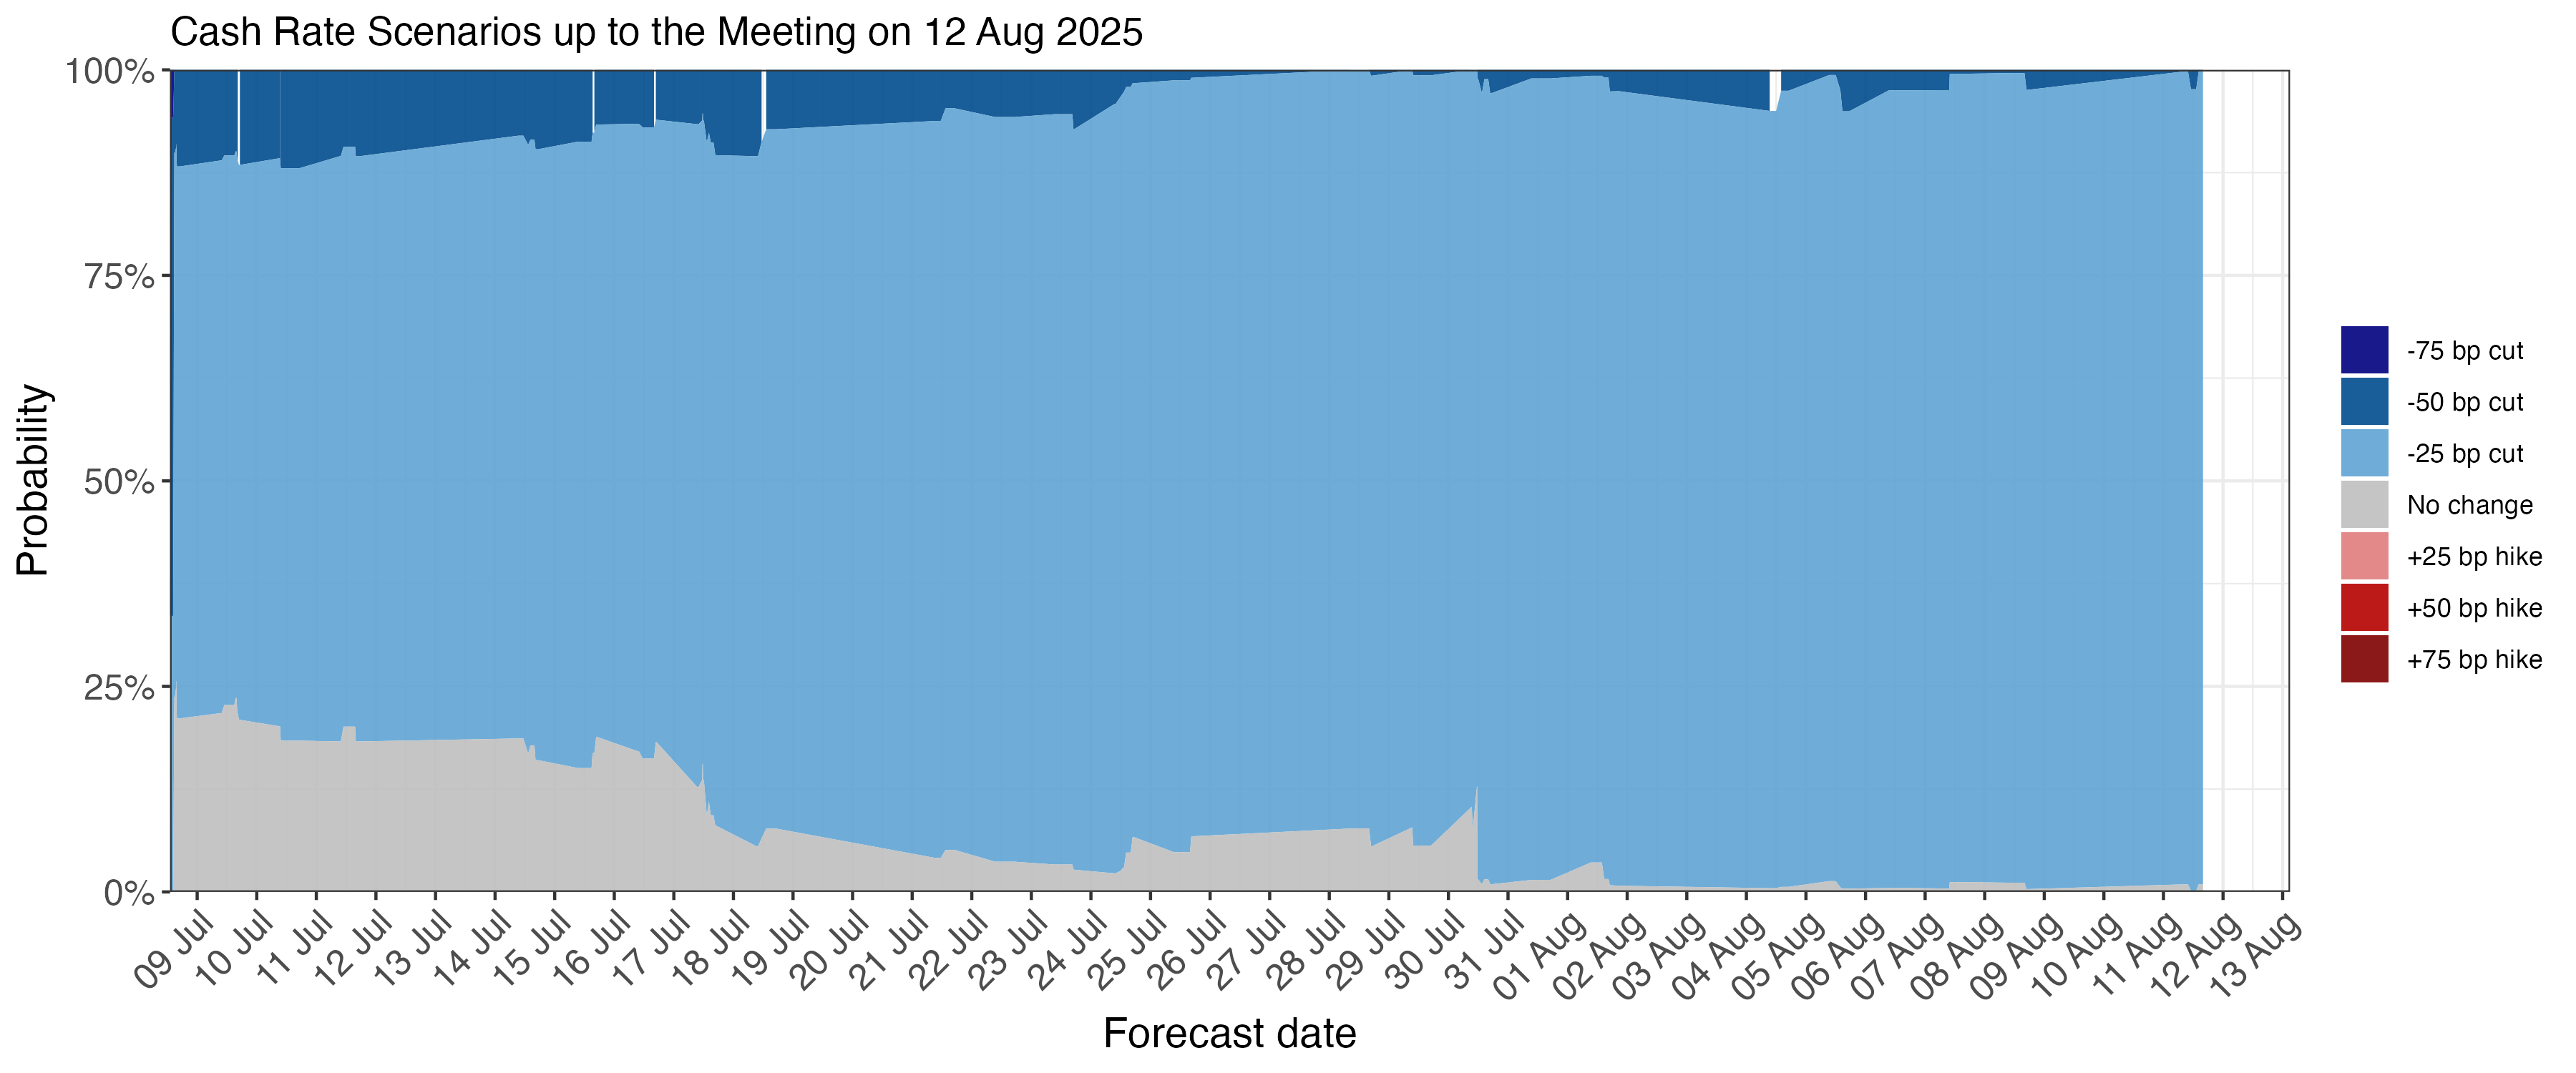 Cash Rate Scenarios up to the Meeting on 12 Aug 2025
100%
75%
50%
25%
0%
Probability
09 Jul
10 Jul
11 Jul
12 Jul
13 Jul
14 Jul
15 Jul
16 Jul
17 Jul
18 Jul
19 Jul
20 Jul
21 Jul
22 Jul
23 Jul
24 Jul
25 Jul
26 Jul
27 Jul
28 Jul
29 Jul
30 Jul
31 Jul
01 Aug
02 Aug
03 Aug
04 Aug
05 Aug
06 Aug
07 Aug
08 Aug
09 Aug
10 Aug
11 Aug
12 Aug
13 Aug
Forecast date
-75 bp cut
-50 bp cut
-25 bp cut
No change
+25 bp hike
+50 bp hike
+75 bp hike